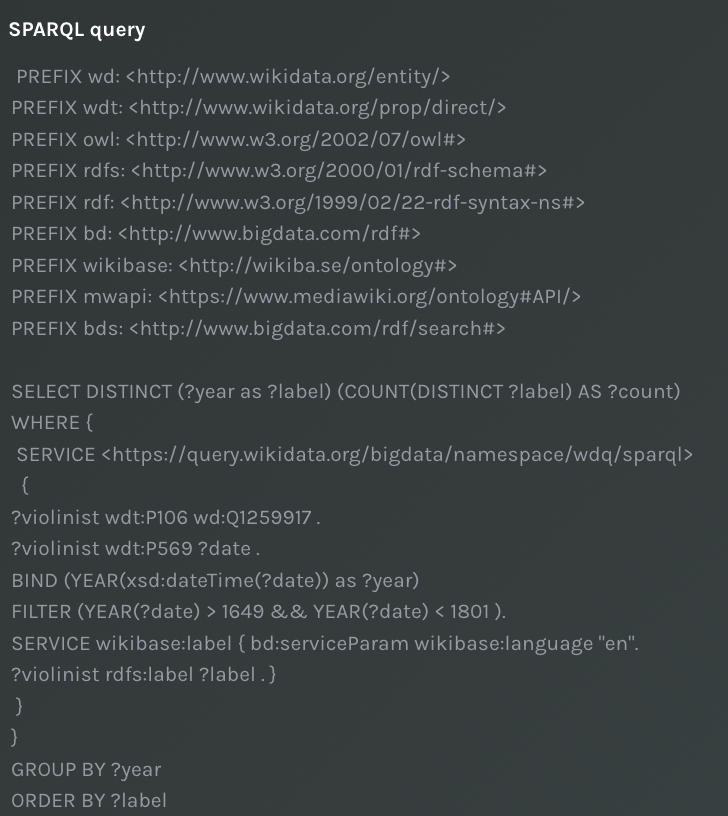 SPARQL query
PREFIX wd: <http://www.wikidata.org/entity/>
PREFIX wdt: <http://www.wikidata.org/prop/direct/>
PREFIX owl: <http://www.w3.org/2002/07/owl#>
PREFIX rdfs: <http://www.w3.org/2000/01/rdf-schema#>
PREFIX rdf: <http://www.w3.org/1999/02/22-rdf-syntax-ns#>
PREFIX bd: <http://www.bigdata.com/rdf#>
PREFIX wikibase: <http://wikiba.se/ontology#>
PREFIX mwapi: <https://www.mediawiki.org/ontology#API/>
PREFIX bds: <http://www.bigdata.com/rdf/search#>
SELECT DISTINCT (?year as ?label) (COUNT(DISTINCT ?label) AS ?count)
WHERE {
SERVICE <https://query.wikidata.org/bigdata/namespace/wdq/sparql>
{
?violinist wdt:P106 wd:Q1259917 .
?violinist wdt:P569 ?date .
BIND (YEAR(xsd:dateTime(?date)) as ?year)
FILTER (YEAR(?date) > 1649 && YEAR(?date) < 1801 ).
SERVICE wikibase:label { bd:serviceParam wikibase:language "en".
?violinist rdfs:label ?label . }
}
}
GROUP BY ?year
ORDER BY ?label